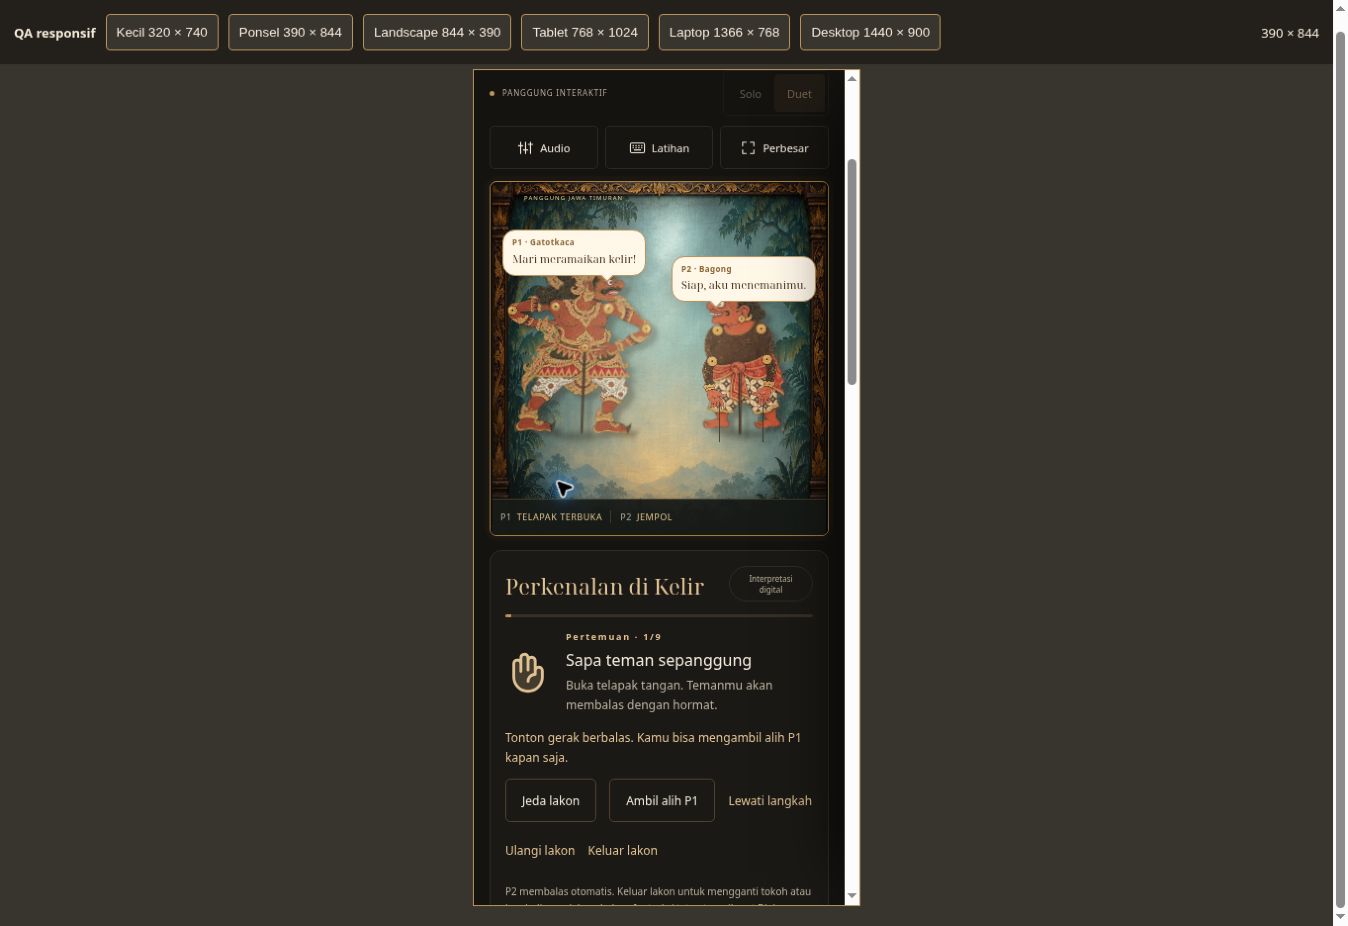 QA responsif
Kecil 320 × 740
Ponsel 390 × 844
Landscape 844 × 390
Tablet 768 × 1024
Laptop 1366 × 768
Desktop 1440 × 900
390 × 844
PANGGUNG INTERAKTIF
Solo
Duet
Audio
Latihan
Perbesar
PANGGUNG JAWA TIMURAN
P1 · Gatotkaca
Mari meramaikan kelir!
P2 · Bagong
Siap, aku menemanimu.
P1 TELAPAK TERBUKA
P2 JEMPOL
Perkenalan di Kelir
Interpretasi
digital
Pertemuan · 1/9
Sapa teman sepanggung
Buka telapak tangan. Temanmu akan
membalas dengan hormat.
Tonton gerak berbalas. Kamu bisa mengambil alih P1
kapan saja.
Jeda lakon
Ambil alih P1
Lewati langkah
Ulangi lakon
Keluar lakon
P2 membalas otomatis. Keluar lakon untuk mengganti tokoh atau